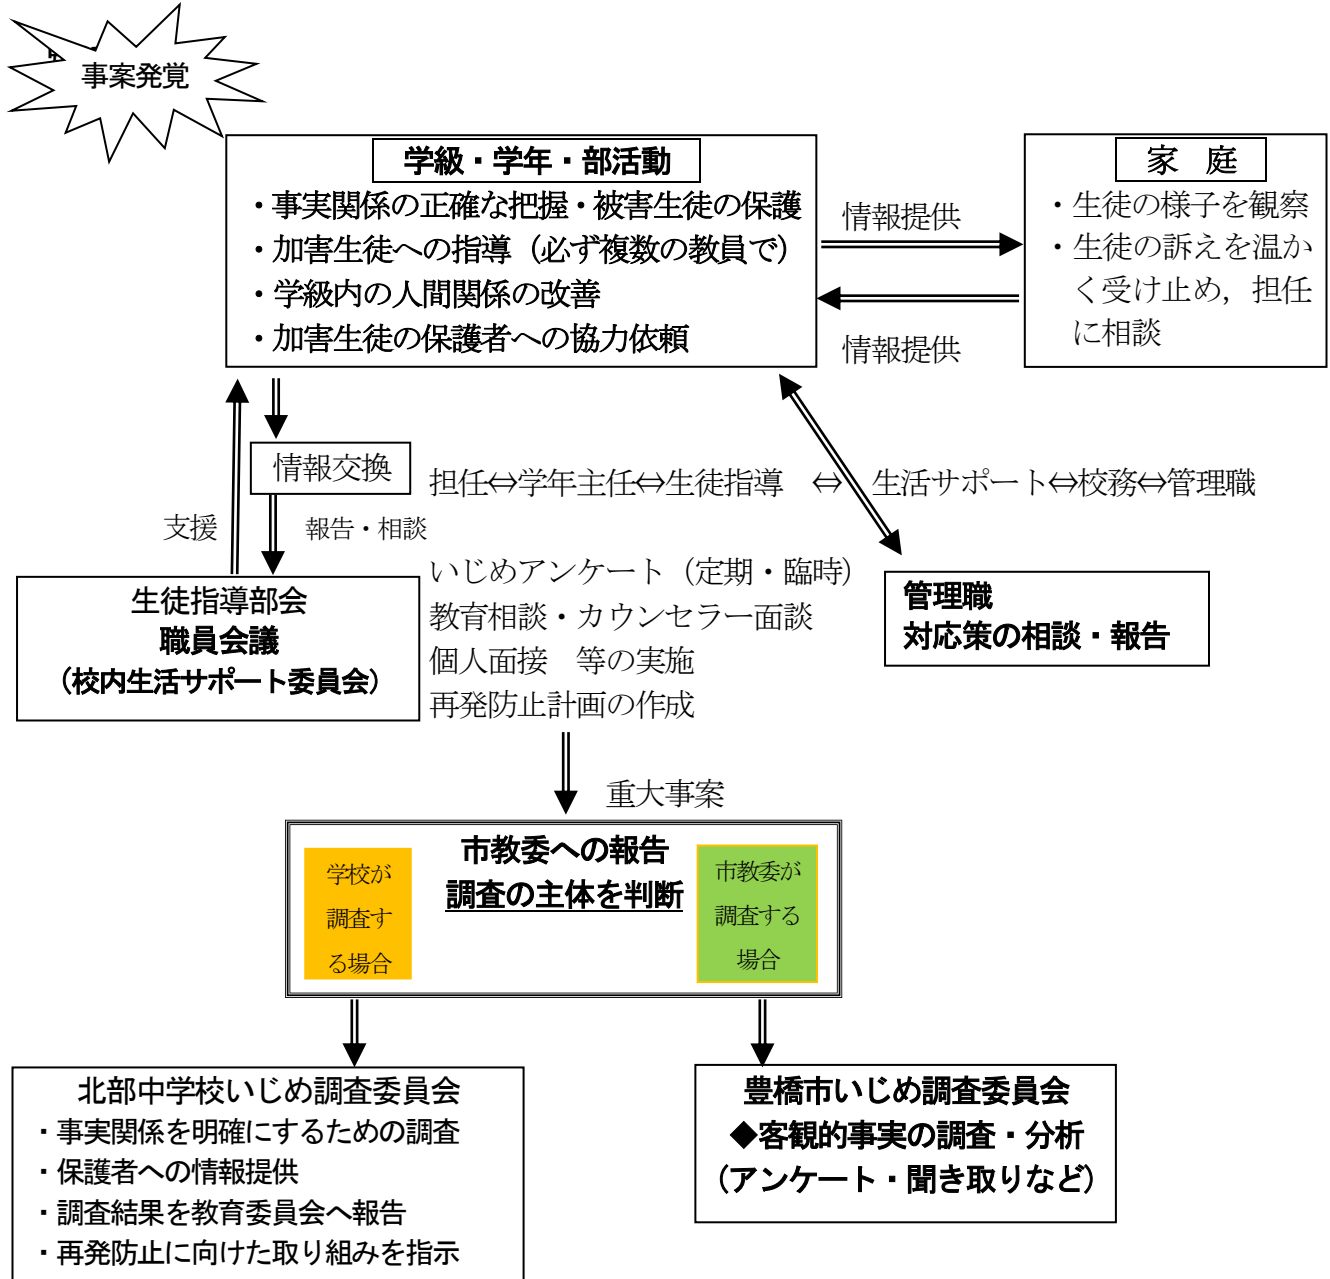 事案発覚
学級・学年・部活動
・事実関係の正確な把握・被害生徒の保護
・加害生徒への指導（必ず複数の教員で）
・学級内の人間関係の改善
・加害生徒の保護者への協力依頼
情報提供
情報提供
家　庭
・生徒の様子を観察
・生徒の訴えを温か
く受け止め，担任
に相談
情報交換
担任⇔学年主任⇔生徒指導　⇔　生活サポート⇔校務⇔管理職
支援
報告・相談
生徒指導部会
職員会議
（校内生活サポート委員会）
いじめアンケート（定期・臨時）
教育相談・カウンセラー面談
個人面接　等の実施
再発防止計画の作成
管理職
対応策の相談・報告
重大事案
市教委への報告
調査の主体を判断
学校が
調査す
る場合
市教委が
調査する
場合
北部中学校いじめ調査委員会
・事実関係を明確にするための調査
・保護者への情報提供
・調査結果を教育委員会へ報告
・再発防止に向けた取り組みを指示
豊橋市いじめ調査委員会
◆客観的事実の調査・分析
（アンケート・聞き取りなど）